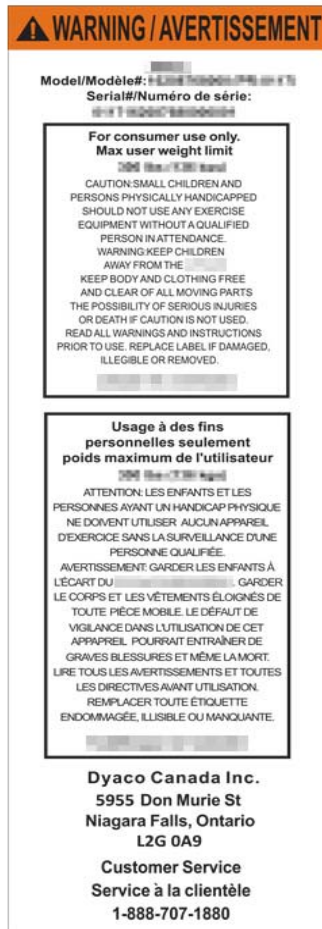 WARNING / AVERTISSEMENT
Model/Modèle#:
Serial#/Numéro de série:
For consumer use only.
Max user weight limit
CAUTION:SMALL CHILDREN AND
PERSONS PHYSICALLY HANDICAPPED
SHOULD NOT USE ANY EXERCISE
EQUIPMENT WITHOUT A QUALIFIED
PERSON IN ATTENDANCE.
WARNING:KEEP CHILDREN
AWAY FROM THE
KEEP BODY AND CLOTHING FREE
AND CLEAR OF ALL MOVING PARTS
THE POSSIBILITY OF SERIOUS INJURIES
OR DEATH IF CAUTION IS NOT USED.
READ ALL WARNINGS AND INSTRUCTIONS
PRIOR TO USE. REPLACE LABEL IF DAMAGED,
ILLEGIBLE OR REMOVED.
Usage à des fins
personnelles seulement
poids maximum de l'utilisateur
ATTENTION: LES ENFANTS ET LES
PERSONNES AYANT UN HANDICAP PHYSIQUE
NE DOIVENT UTILISER AUCUN APPAREIL
D'EXERCICE SANS LA SURVEILLANCE D'UNE
PERSONNE QUALIFIÉE.
AVERTISSEMENT: GARDER LES ENFANTS À
L'ÉCART DU . GARDER
LE CORPS ET LES VÊTEMENTS ÉLOIGNÉS DE
TOUTE PIÈCE MOBILE. LE DÉFAUT DE
VIGILANCE DANS L'UTILISATION DE CET
APPAPREIL POURRAIT ENTRAÎNER DE
GRAVES BLESSURES ET MÊME LA MORT.
LIRE TOUS LES AVERTISSEMENTS ET TOUTES
LES DIRECTIVES AVANT UTILISATION.
REMPLACER TOUTE ÉTIQUETTE
ENDOMMAGÉE, ILLISIBLE OU MANQUANTE.
Dyaco Canada Inc.
5955 Don Murie St
Niagara Falls, Ontario
L2G 0A9
Customer Service
Service à la clientèle
1-888-707-1880